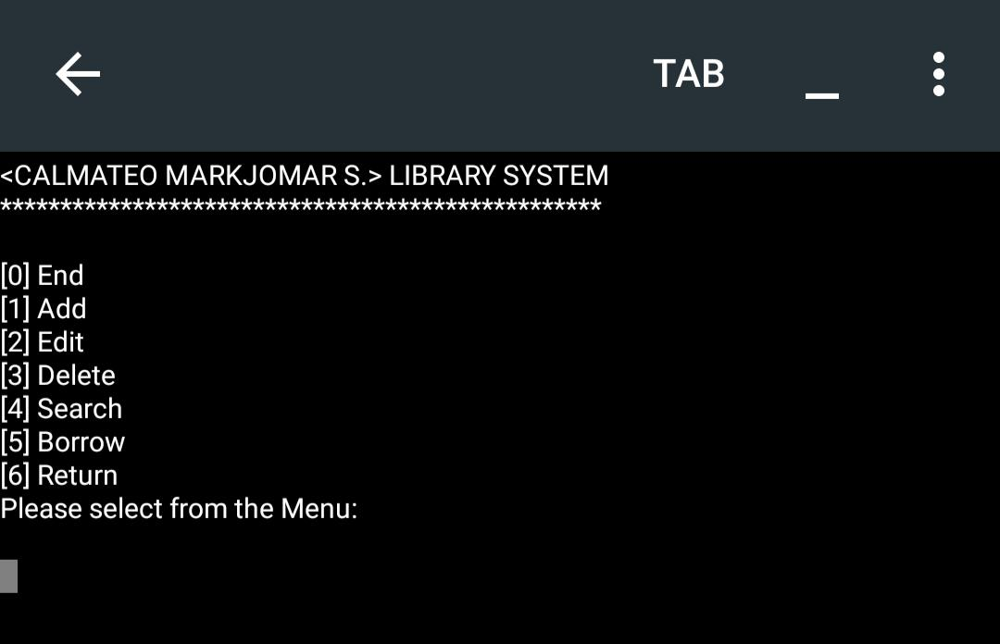 TAB
<CALMATEO MARKJOMAR S.> LIBRARY SYSTEM
**************************************************
[0] End
[1] Add
[2] Edit
[3] Delete
[4] Search
[5] Borrow
[6] Return
Please select from the Menu: